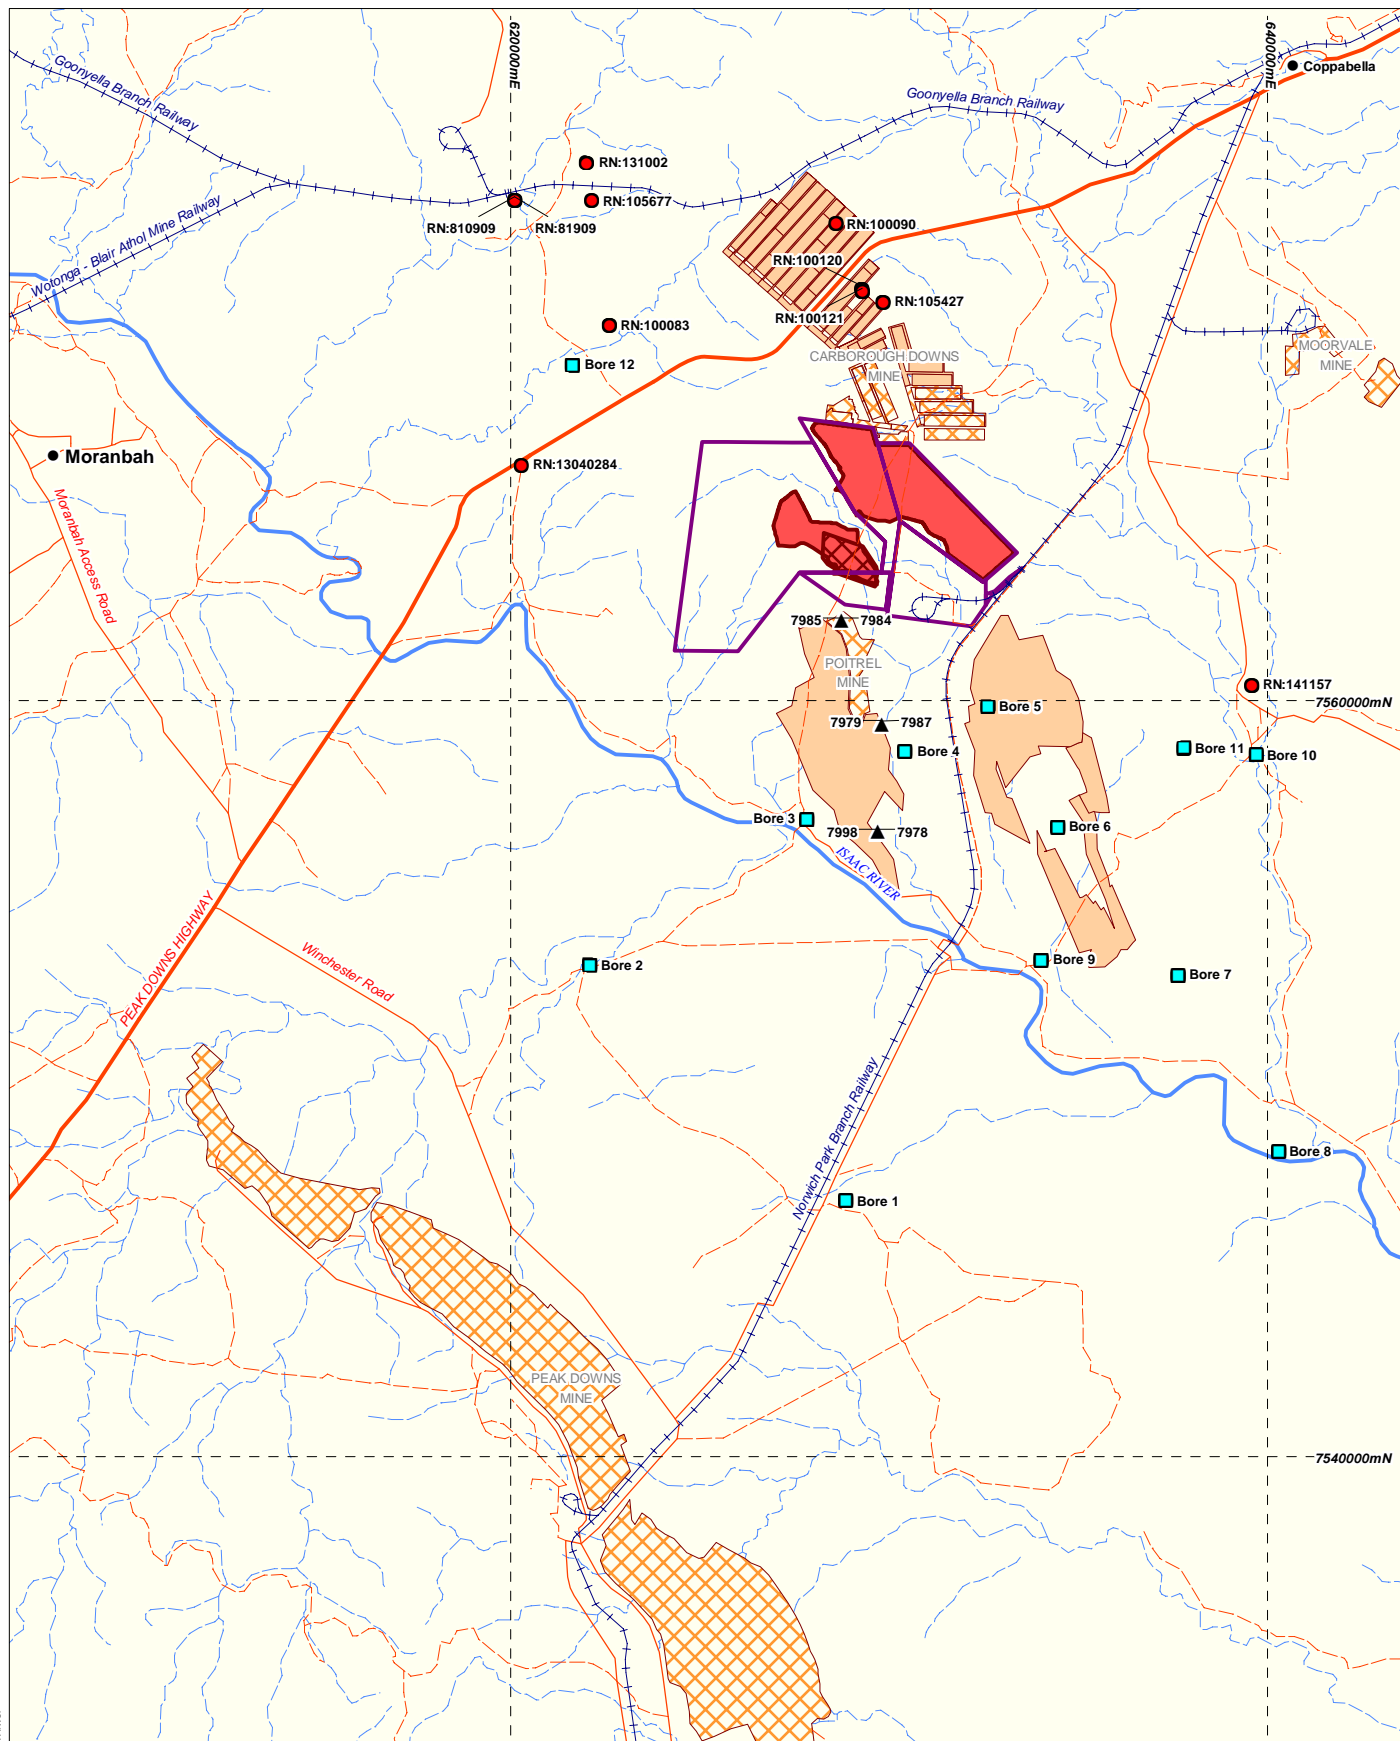 620000mE
640000mE
Coppabella
Goonyella Branch Railway
Goonyella Branch Railway
RN:131002
RN:105677
RN:810909
RN:81909
Wotonga - Blair Athol Mine Railway
RN:100090
RN:100120
RN:105427
RN:100121
RN:100083
CARBOROUGH DOWNS
MINE
MOORVALE
MINE
Bore 12
Moranbah
RN:13040284
Moranbah Access Road
7985
7984
POITREL
MINE
RN:141157
7560000mN
Bore 5
7979
7987
Bore 4
Bore 11
Bore 10
Bore 3
7998
7978
Bore 6
ISAAC RIVER
PEAK DOWNS HIGHWAY
Winchester Road
Bore 2
Bore 9
Bore 7
Norwich Park Branch Railway
Bore 8
Bore 1
PEAK DOWNS
MINE
7540000mN